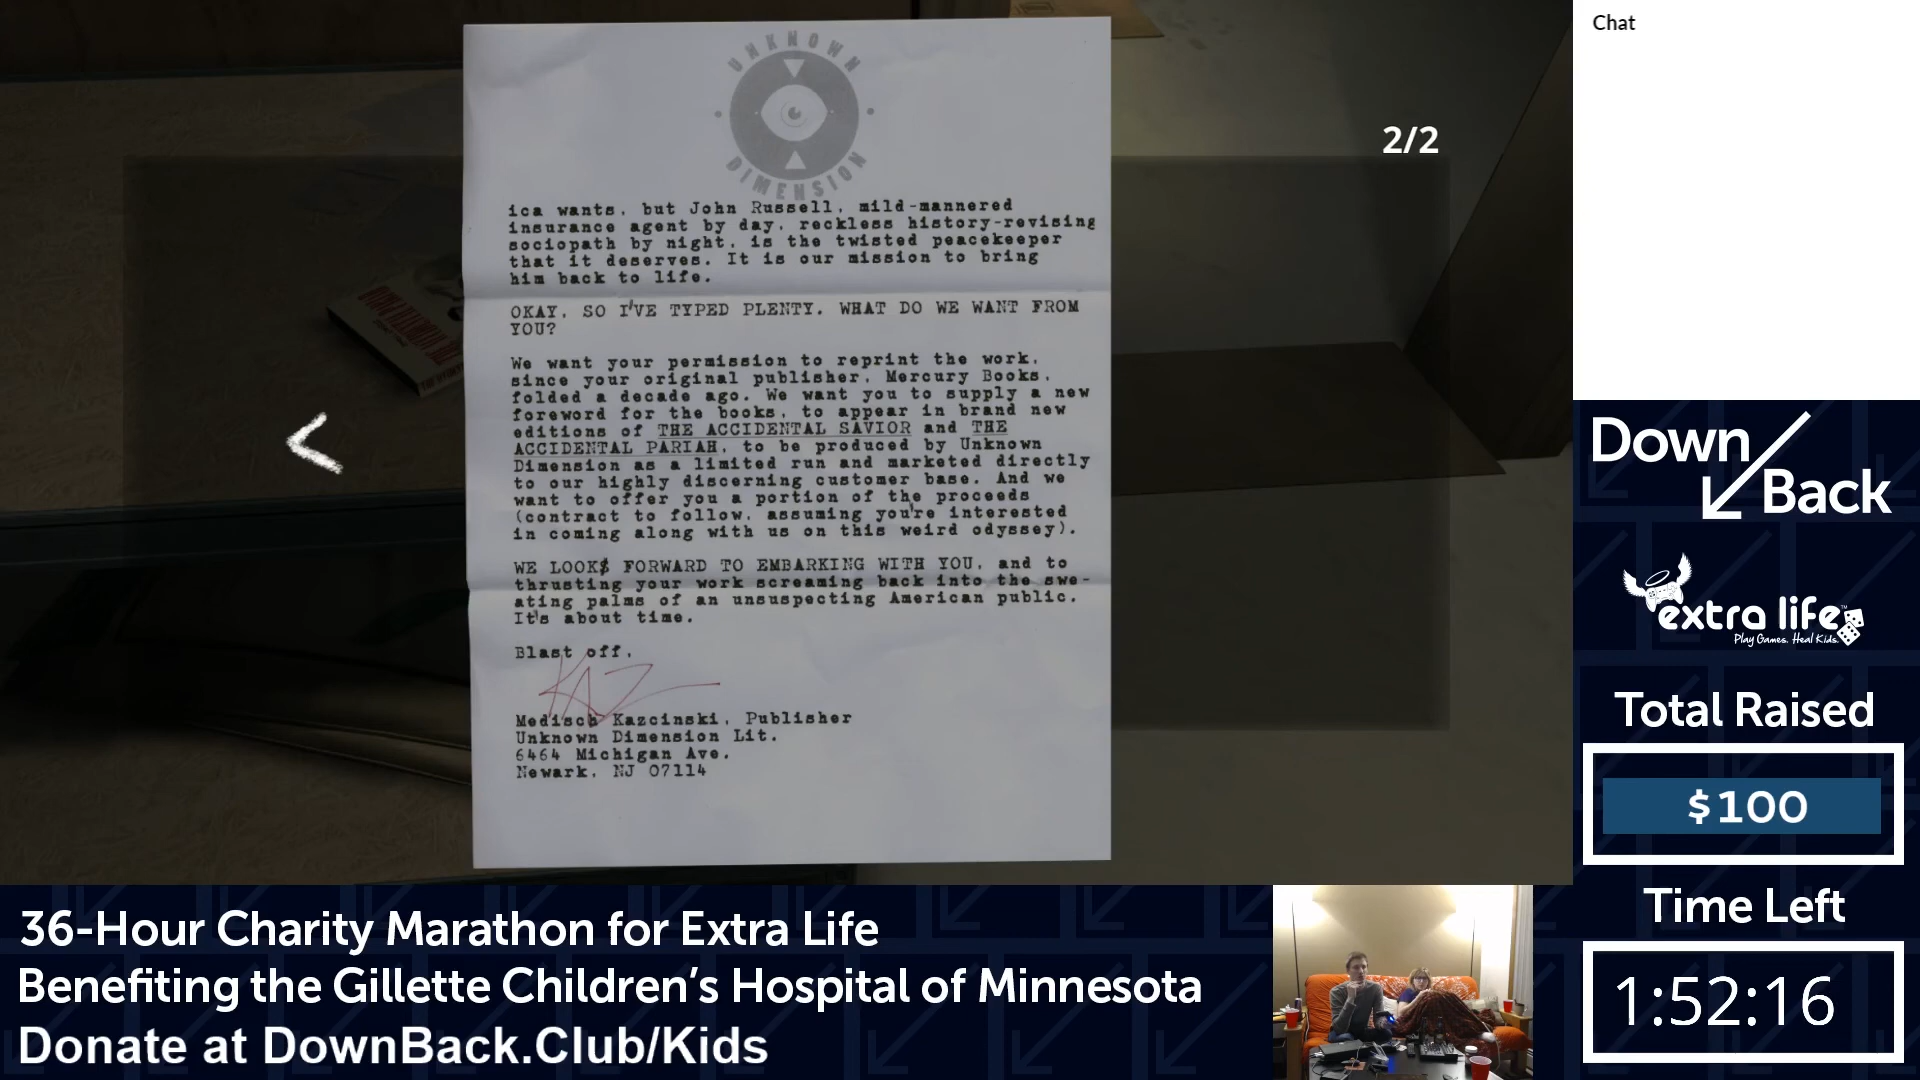 UNKNOWN
DIMENSION
2/2
ica wants, but John Russell, mild-mannered
insurance agent by day, reckless history-revising
sociopath by night, is the twisted peacekeeper
that it deserves. It is our mission to bring
him back to life.
OKAY, SO I'VE TYPED PLENTY. WHAT DO WE WANT FROM
YOU?
We want your permission to reprint the work,
since your original publisher, Mercury Books,
folded a decade ago. We want you to supply a new
foreword for the books, to appear in brand new
editions of THE ACCIDENTAL SAVIOR and THE
ACCIDENTAL PARIAH, to be produced by Unknown
Dimension as a limited run and marketed directly
to our highly discerning customer base. And we
want to offer you a portion of the proceeds
(contract to follow, assuming you're interested
in coming along with us on this weird odyssey).
WE LOOK$ FORWARD TO EMBARKING WITH YOU, and to
thrusting your work screaming back into the swe-
ating palms of an unsuspecting American public.
It's about time.
Blast off,
KAZ
Medisch Kazcinski, Publisher
Unknown Dimension Lit.
6464 Michigan Ave.
Newark, NJ 07114
Chat
Down
Back
extra life
Play Games. Heal Kids.
Total Raised
$100
Time Left
1:52:16
36-Hour Charity Marathon for Extra Life
Benefiting the Gillette Children's Hospital of Minnesota
Donate at DownBack.Club/Kids